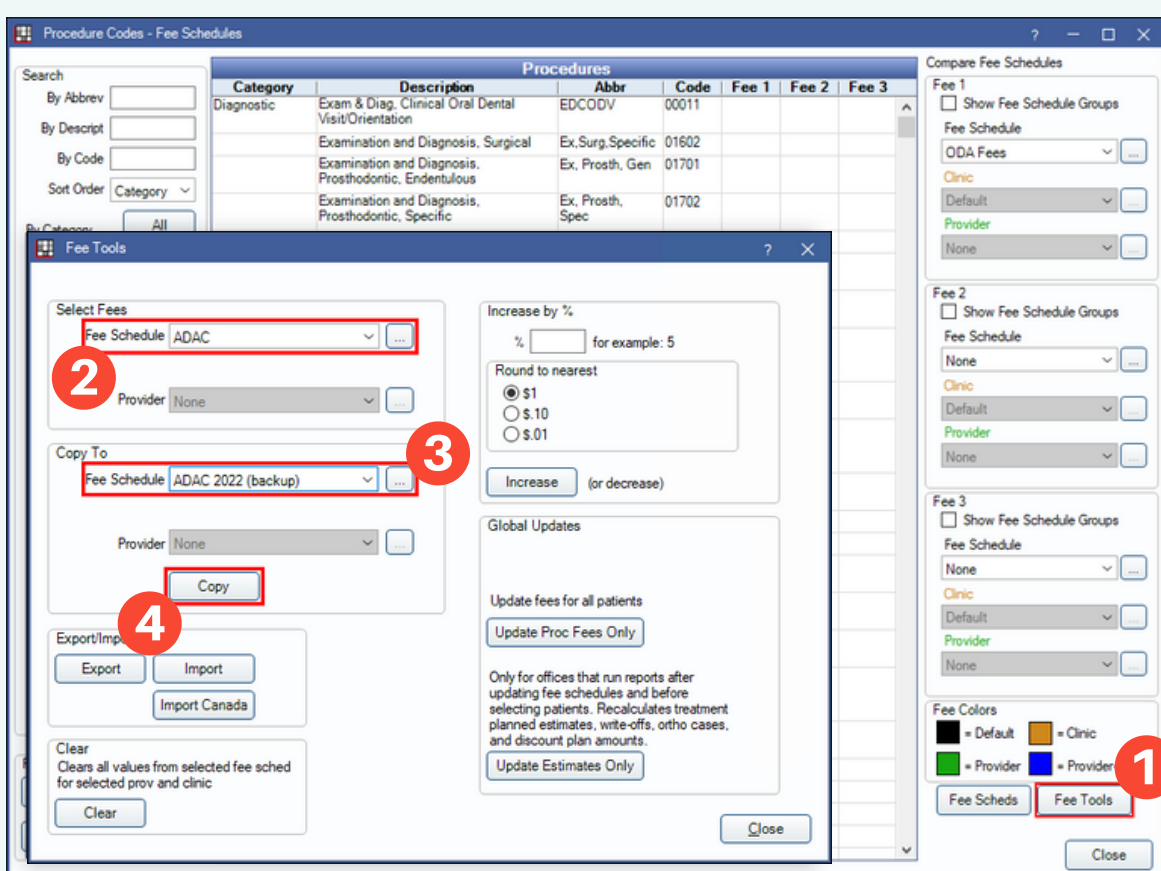 Procedure Codes - Fee Schedules
?
Search
By Abbrev
By Descript
By Code
Sort Order Category
By Category
All
Procedures
Category Description Abbr Code Fee 1 Fee 2 Fee 3
Diagnostic Exam & Diag, Clinical Oral Dental Visit/Orientation EDCODV 00011
Examination and Diagnosis, Surgical Ex,Surg,Specific 01602
Examination and Diagnosis, Prosthodontic, Endentulous Ex, Prosth, Gen 01701
Examination and Diagnosis, Prosthodontic, Specific Ex, Prosth, Spec 01702
Compare Fee Schedules
Fee 1
Show Fee Schedule Groups
Fee Schedule
ODA Fees
...
Clinic
Default
...
Provider
None
...
Fee 2
Show Fee Schedule Groups
Fee Schedule
None
...
Clinic
Default
...
Provider
None
...
Fee 3
Show Fee Schedule Groups
Fee Schedule
None
...
Clinic
Default
...
Provider
None
...
Fee Colors
= Default = Clinic
= Provider = Provider
1
Fee Scheds
Fee Tools
Close
Fee Tools
?
Select Fees
Fee Schedule ADAC ...
2
Provider None ...
Copy To
3
Fee Schedule ADAC 2022 (backup) ...
Provider None ...
Copy
4
Export Import
Import Canada
Clear
Clears all values from selected fee sched
for selected prov and clinic
Clear
Increase by %
% for example: 5
Round to nearest
$1
$.10
$.01
Increase (or decrease)
Global Updates
Update fees for all patients
Update Proc Fees Only
Only for offices that run reports after
updating fee schedules and before
selecting patients. Recalculates treatment
planned estimates, write-offs, ortho cases,
and discount plan amounts.
Update Estimates Only
Close